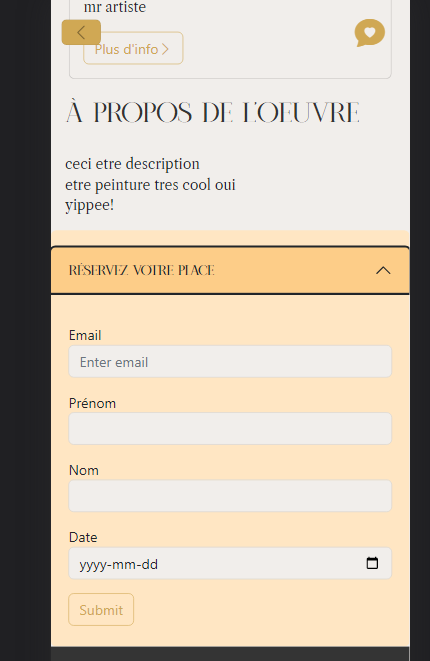 mr artiste
Plus d'info
À PROPOS DE L'OEUVRE
ceci etre description
etre peinture tres cool oui
yippee!
RÉSERVEZ VOTRE PLACE
Email
Enter email
Prénom
Nom
Date
yyyy-mm-dd
Submit